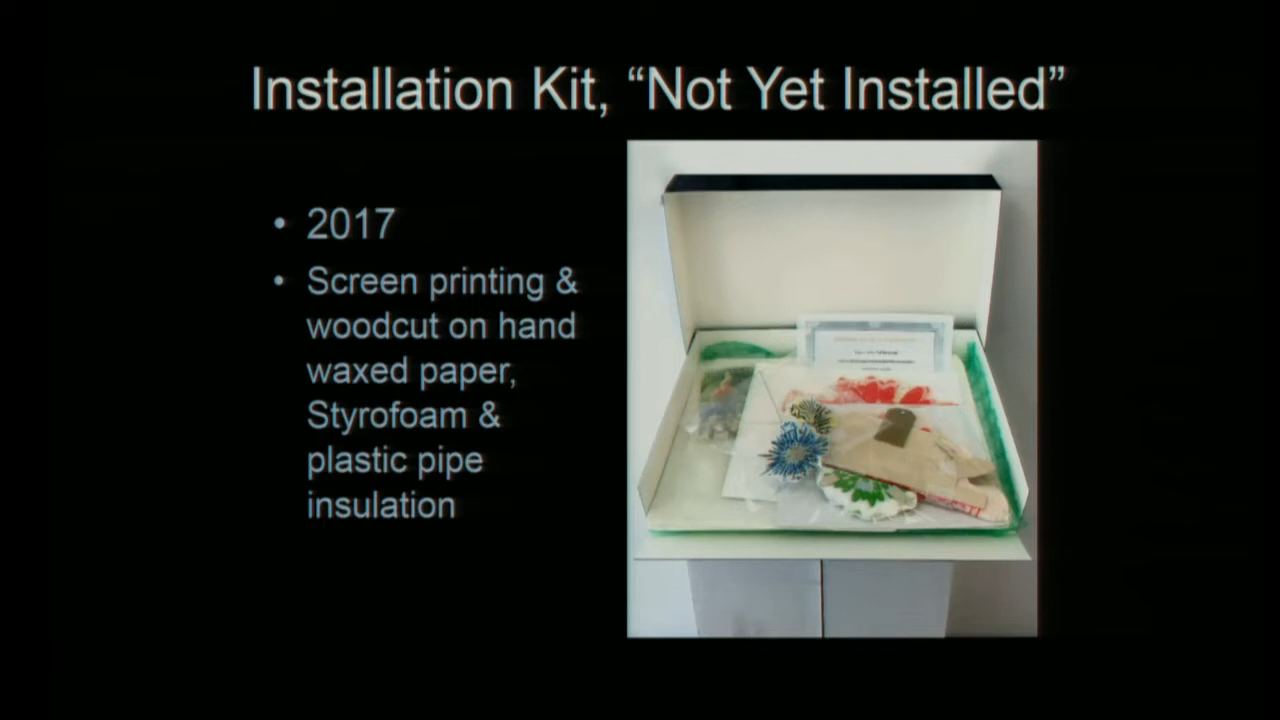 Installation Kit, “Not Yet Installed”
• 2017
• Screen printing &
woodcut on hand
waxed paper,
Styrofoam &
plastic pipe
insulation